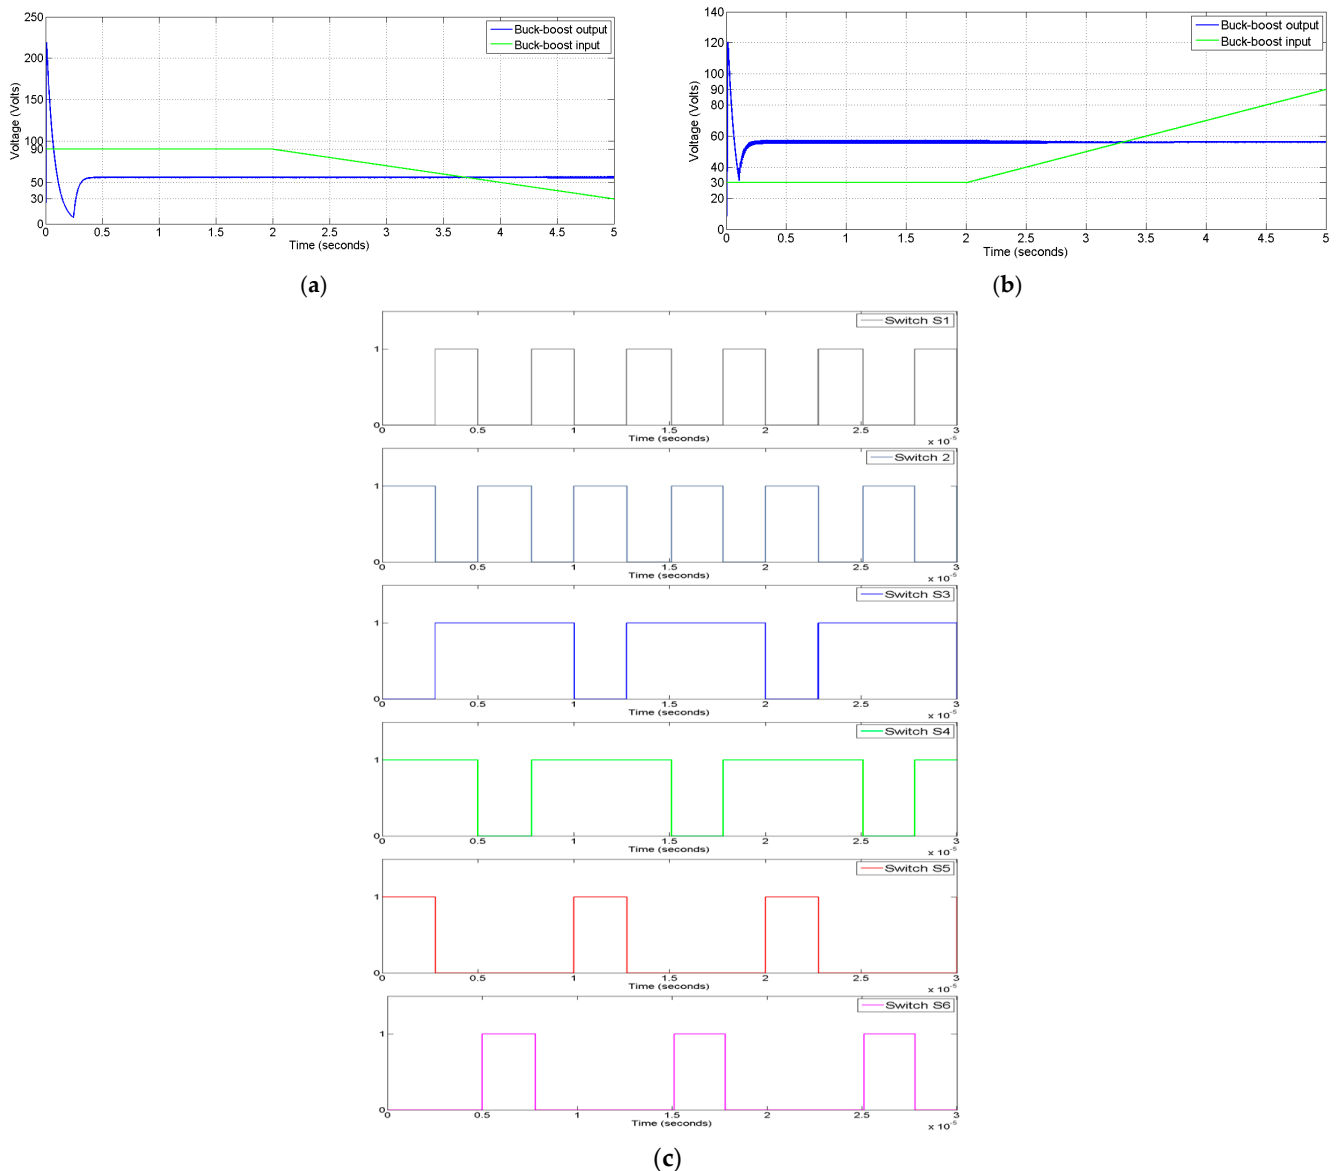 250
200
150
100
90
50
30
0
Voltage (Volts)
Buck-boost output
Buck-boost input
0 0.5 1 1.5 2 2.5 3 3.5 4 4.5 5
Time (seconds)
(a)
140
120
100
90
80
60
40
30
20
0
Voltage (Volts)
Buck-boost output
Buck-boost input
0 0.5 1 1.5 2 2.5 3 3.5 4 4.5 5
Time (seconds)
(b)
Switch S1
1
0
0 0.5 1 1.5 2 2.5 3
Time (seconds)
x 10⁻⁵
Switch 2
1
0
0 0.5 1 1.5 2 2.5 3
Time (seconds)
x 10⁻⁵
Switch S3
1
0
0 0.5 1 1.5 2 2.5 3
Time (seconds)
x 10⁻⁵
Switch S4
1
0
0 0.5 1 1.5 2 2.5 3
Time (seconds)
x 10⁻⁵
Switch S5
1
0
0 0.5 1 1.5 2 2.5 3
Time (seconds)
x 10⁻⁵
Switch S6
1
0
0 0.5 1 1.5 2 2.5 3
Time (seconds)
x 10⁻⁵
(c)